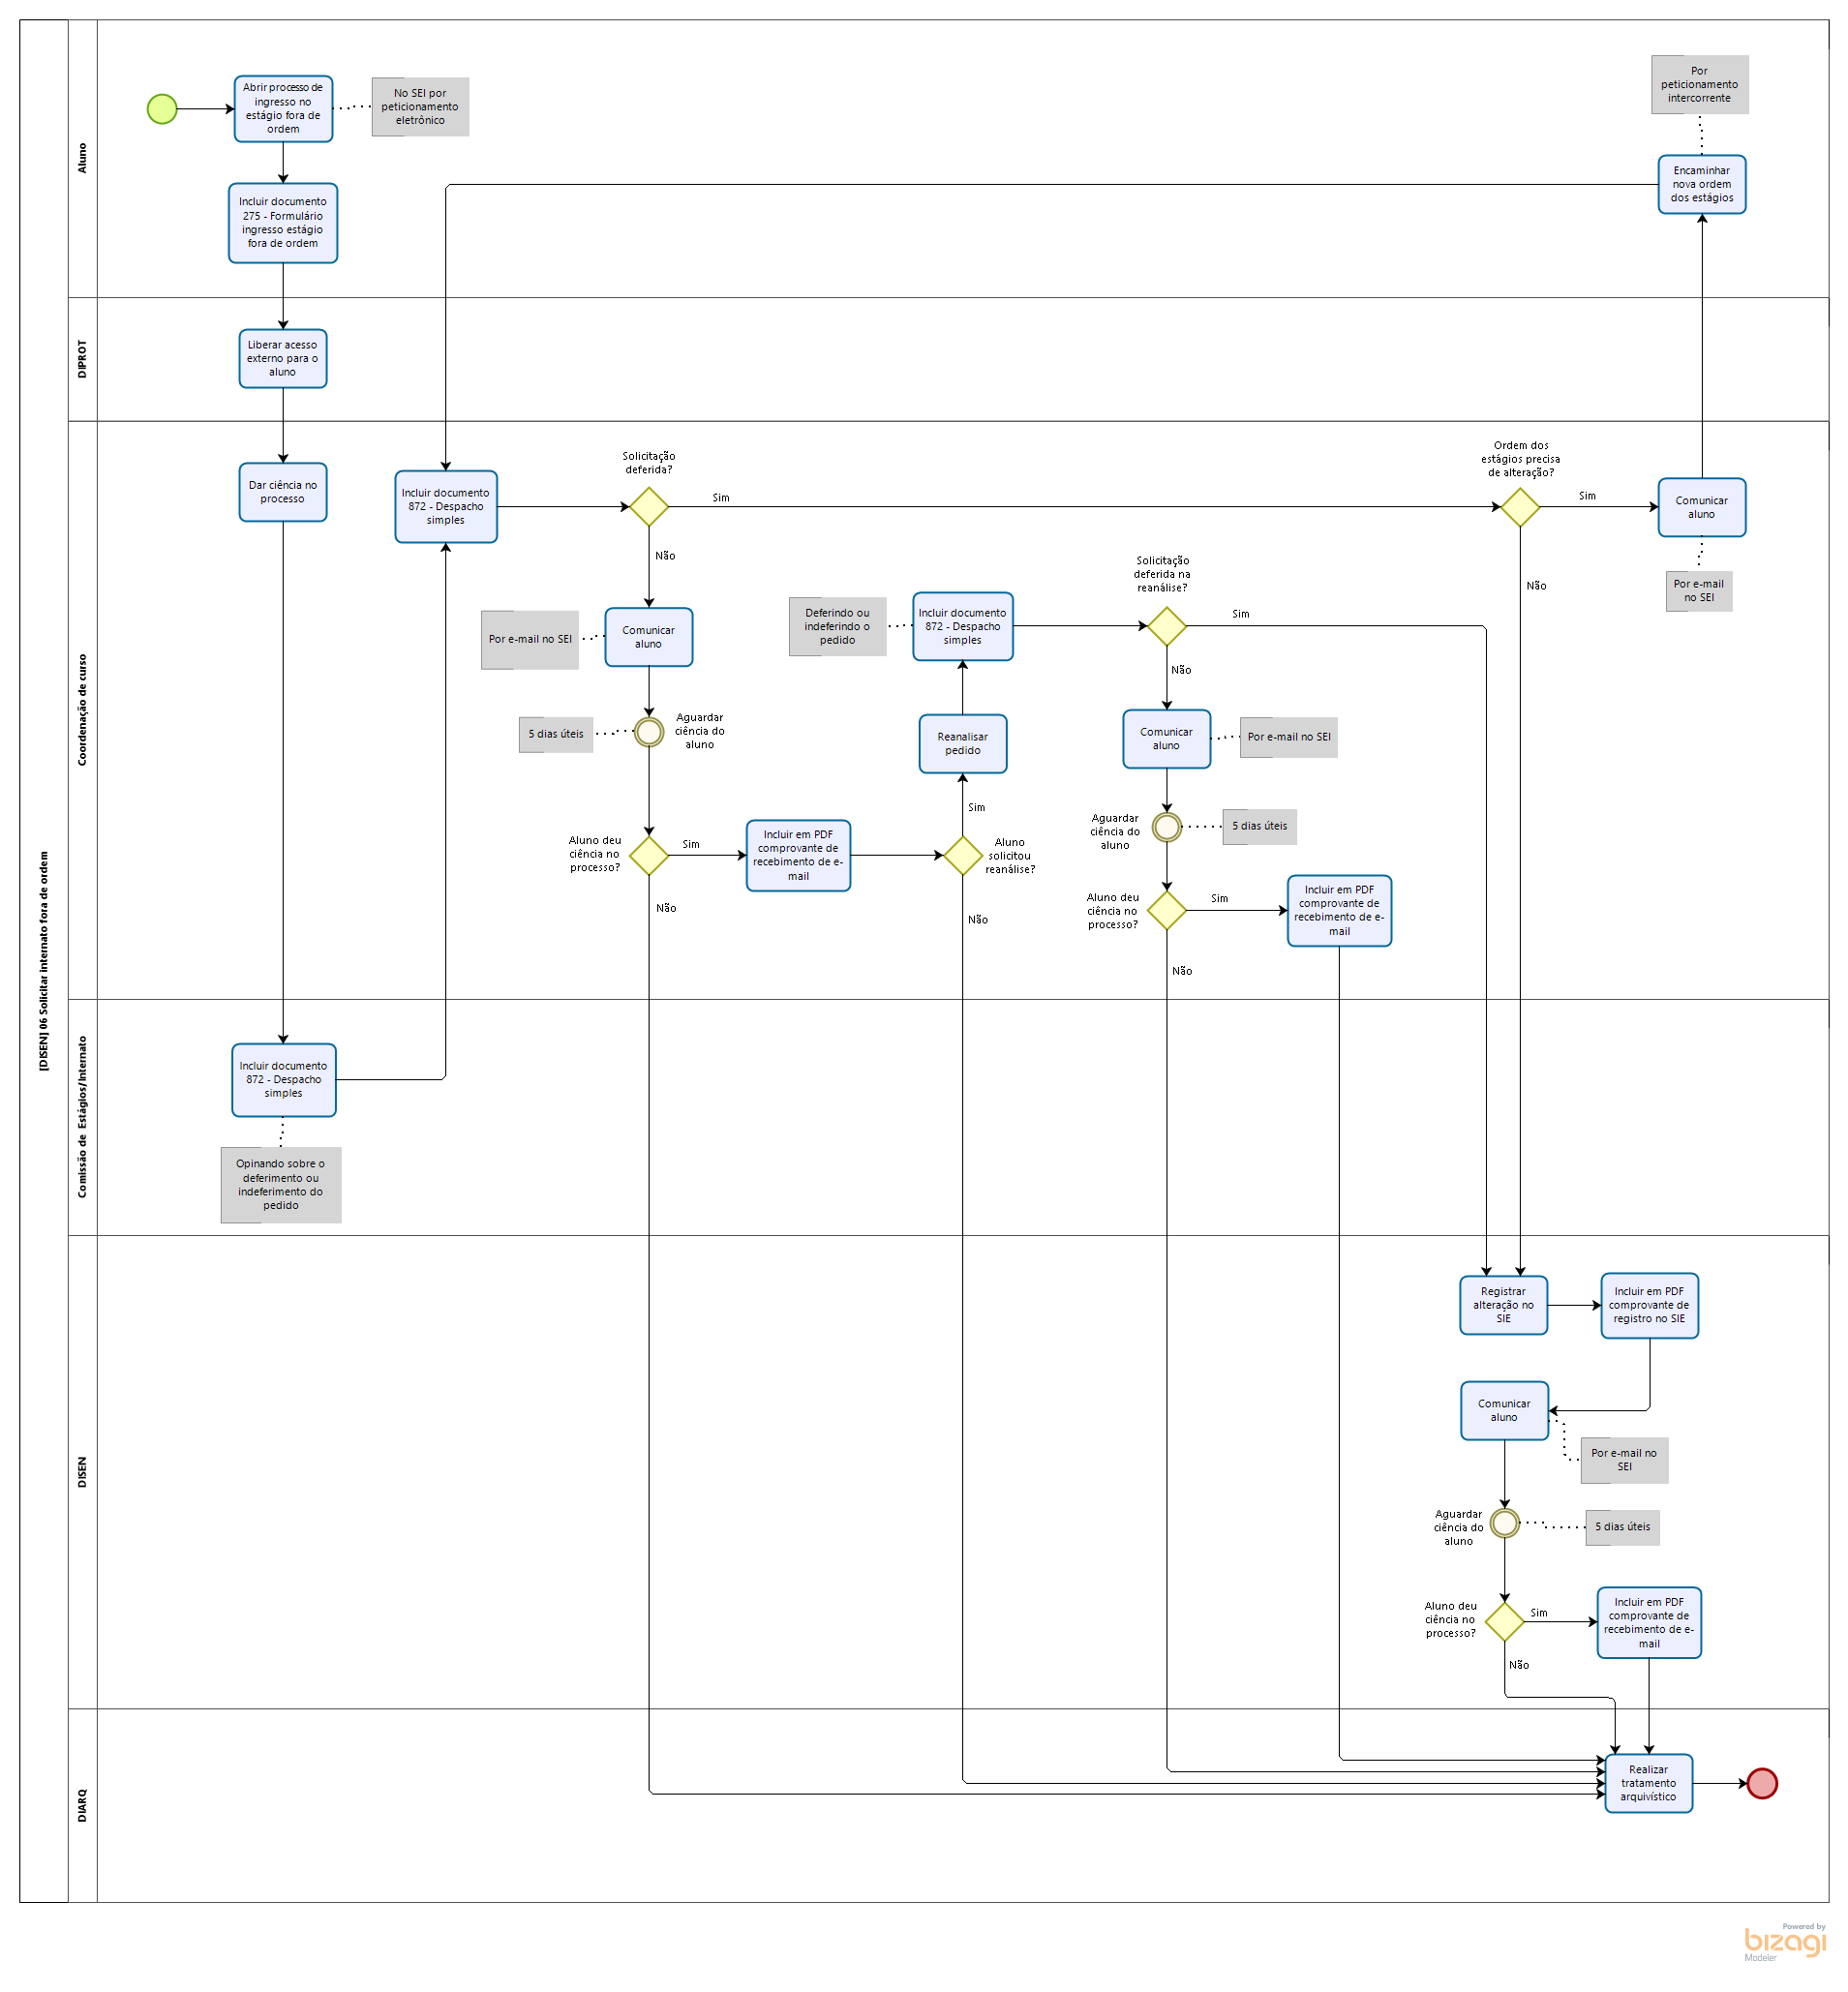 [DISEN] 06 Solicitar internato fora de ordem
Aluno
Abrir processo de
ingresso no
estágio fora de
ordem
No SEI por
peticionamento
eletrônico
Incluir documento
275 - Formulário
ingresso estágio
fora de ordem
Por
peticionamento
intercorrente
Encaminhar
nova ordem
dos estágios
DIPROT
Liberar acesso
externo para o
aluno
Coordenação de curso
Dar ciência no
processo
Incluir documento
872 - Despacho
simples
Solicitação
deferida?
Sim
Não
Ordem dos
estágios precisa
de alteração?
Sim
Não
Comunicar
aluno
Por e-mail
no SEI
Comunicar
aluno
Por e-mail no SEI
5 dias úteis
Aguardar
ciência do
aluno
Aluno deu
ciência no
processo?
Sim
Não
Incluir em PDF
comprovante de
recebimento de e-
mail
Aluno
solicitou
reanálise?
Sim
Não
Reanalisar
pedido
Deferindo ou
indeferindo o
pedido
Incluir documento
872 - Despacho
simples
Solicitação
deferida na
reanálise?
Sim
Não
Comunicar
aluno
Por e-mail no SEI
Aguardar
ciência do
aluno
5 dias úteis
Aluno deu
ciência no
processo?
Sim
Não
Incluir em PDF
comprovante de
recebimento de e-
mail
Comissão de  Estágios/Internato
Incluir documento
872 - Despacho
simples
Opinando sobre o
deferimento ou
indeferimento do
pedido
DISEN
Registrar
alteração no
SIE
Incluir em PDF
comprovante de
registro no SIE
Comunicar
aluno
Por e-mail no
SEI
Aguardar
ciência do
aluno
5 dias úteis
Aluno deu
ciência no
processo?
Sim
Não
Incluir em PDF
comprovante de
recebimento de e-
mail
DIARQ
Realizar
tratamento
arquivístico
Powered by
bizagi
Modeler